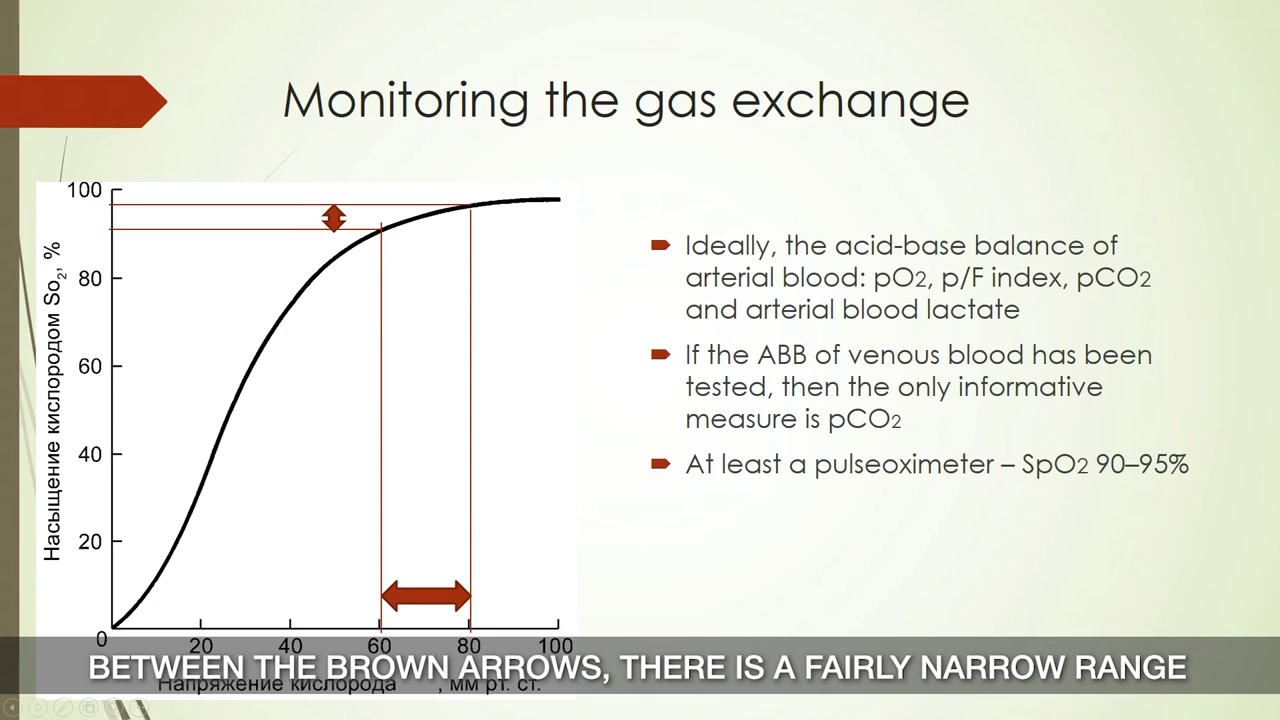 Monitoring the gas exchange
100
80
60
40
20
0
20
40
60
80
100
Насыщение кислородом So2, %
Напряжение кислорода , мм рт. ст.
Ideally, the acid-base balance of
arterial blood: pO2, p/F index, pCO2
and arterial blood lactate
If the ABB of venous blood has been
tested, then the only informative
measure is pCO2
At least a pulseoximeter – SpO2 90–95%
BETWEEN THE BROWN ARROWS, THERE IS A FAIRLY NARROW RANGE